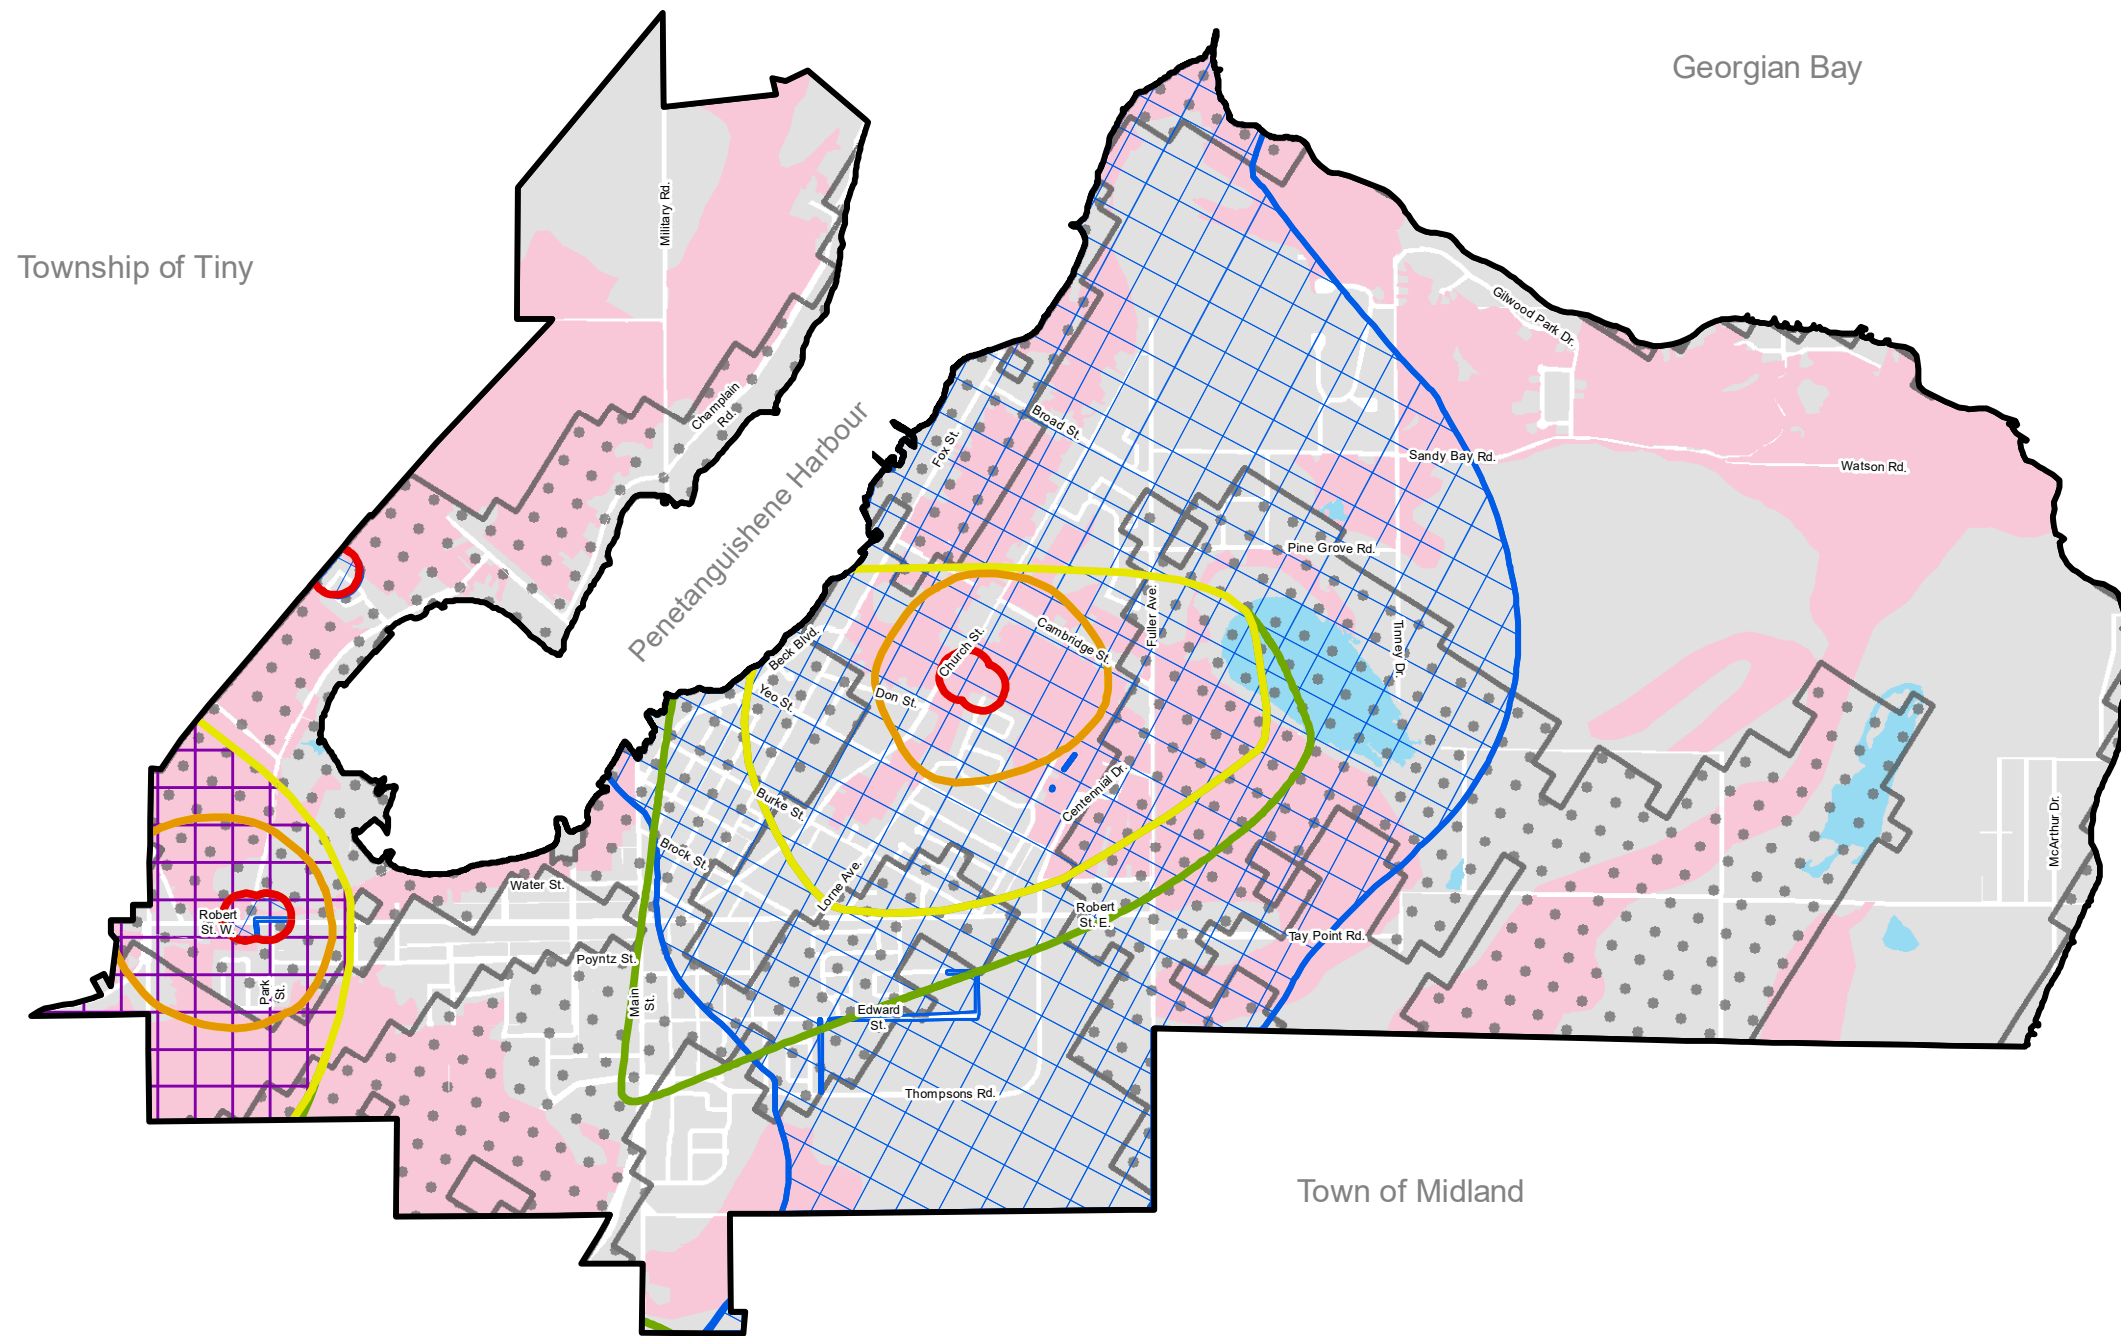 Georgian Bay
Township of Tiny
Military Rd.
Gilwood Park Dr.
Champlain
Rd.
Penetanguishene Harbour
Broad St.
Fox St.
Sandy Bay Rd.
Watson Rd.
Pine Grove Rd.
Fuller Ave.
Tinney Dr.
Cambridge St.
Church St.
Beck Blvd.
Yeo St.
Don St.
Burke St.
Centennial Dr.
Brock St.
Lorne Ave.
McArthur Dr.
Water St.
Robert
St. W.
Robert
St. E.
Tay Point Rd.
Poyntz St.
Park
St.
Main
St.
Edward
St.
Thompsons Rd.
Town of Midland